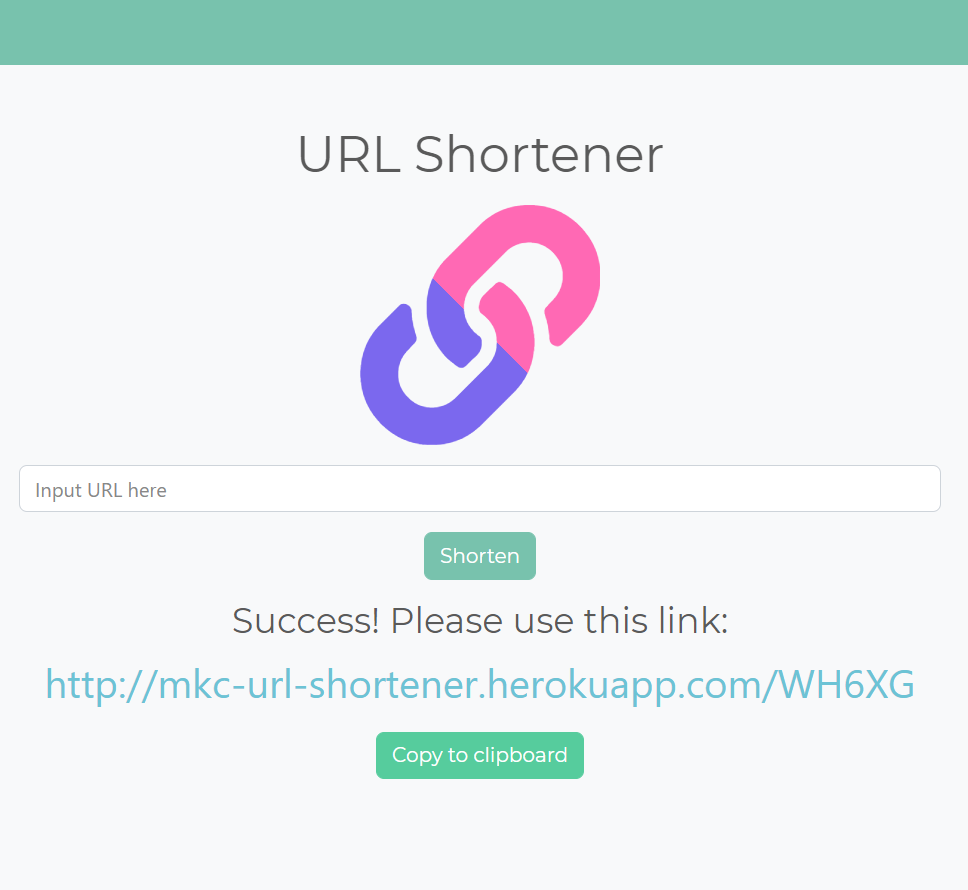 URL Shortener
Input URL here
Shorten
Success! Please use this link:
http://mkc-url-shortener.herokuapp.com/WH6XG
Copy to clipboard